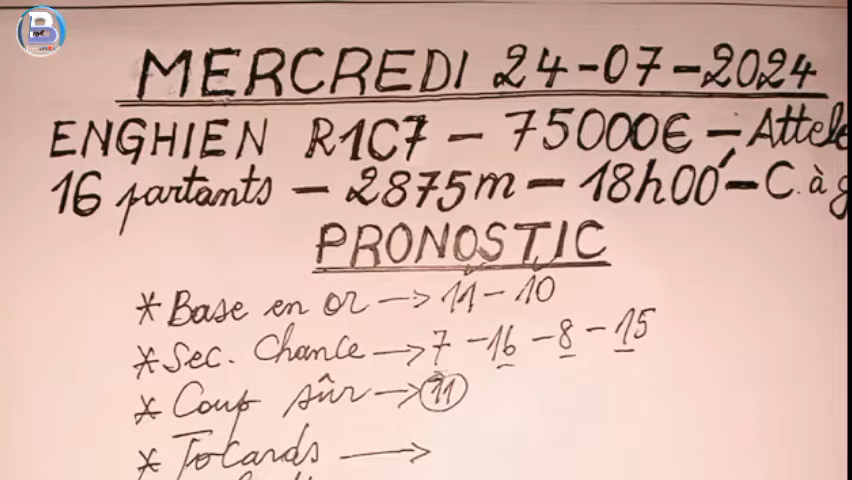 MERCREDI 24-07-2024
ENGHIEN R1C7 - 75000€ - Attelé
16 partants - 2875m - 18h00' - C. à g
PRONOSTIC
* Base en or → 11 - 10
* Sec. Chance → 7 - 16 - 8 - 15
* Coup sûr → 11
* Tocards →